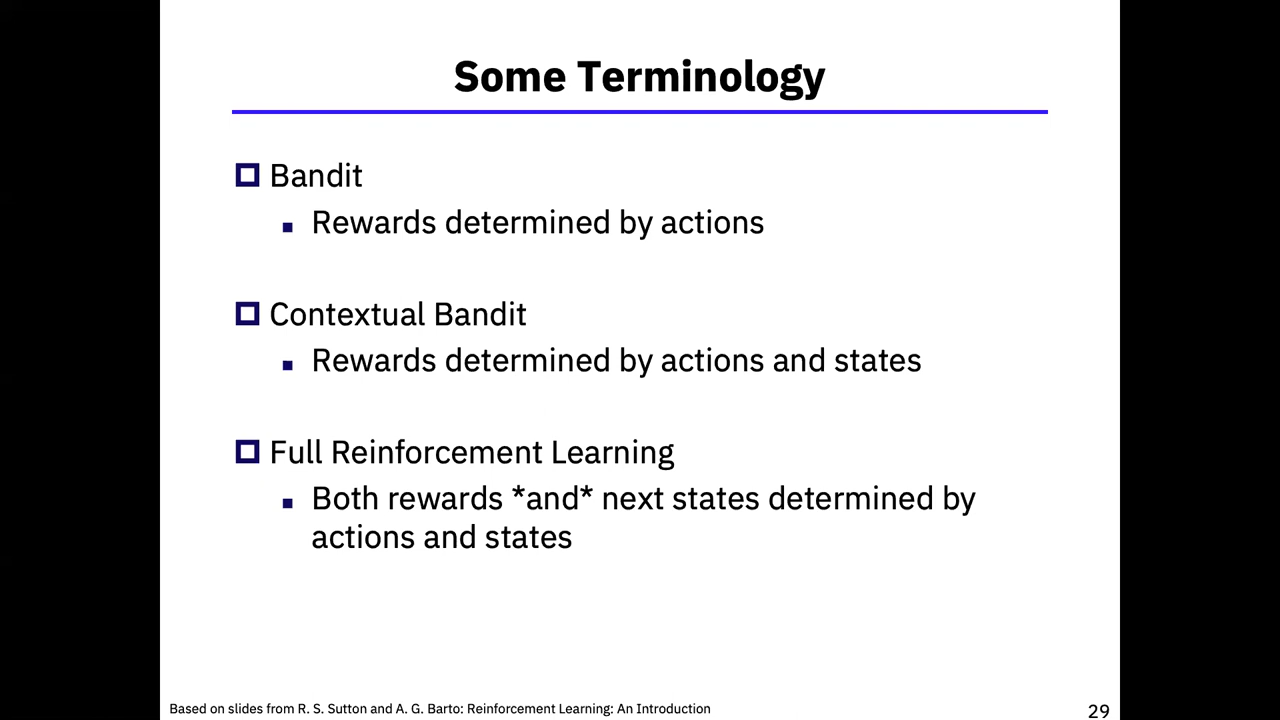 Some Terminology
Bandit
Rewards determined by actions
Contextual Bandit
Rewards determined by actions and states
Full Reinforcement Learning
Both rewards *and* next states determined by
actions and states
Based on slides from R. S. Sutton and A. G. Barto: Reinforcement Learning: An Introduction
29